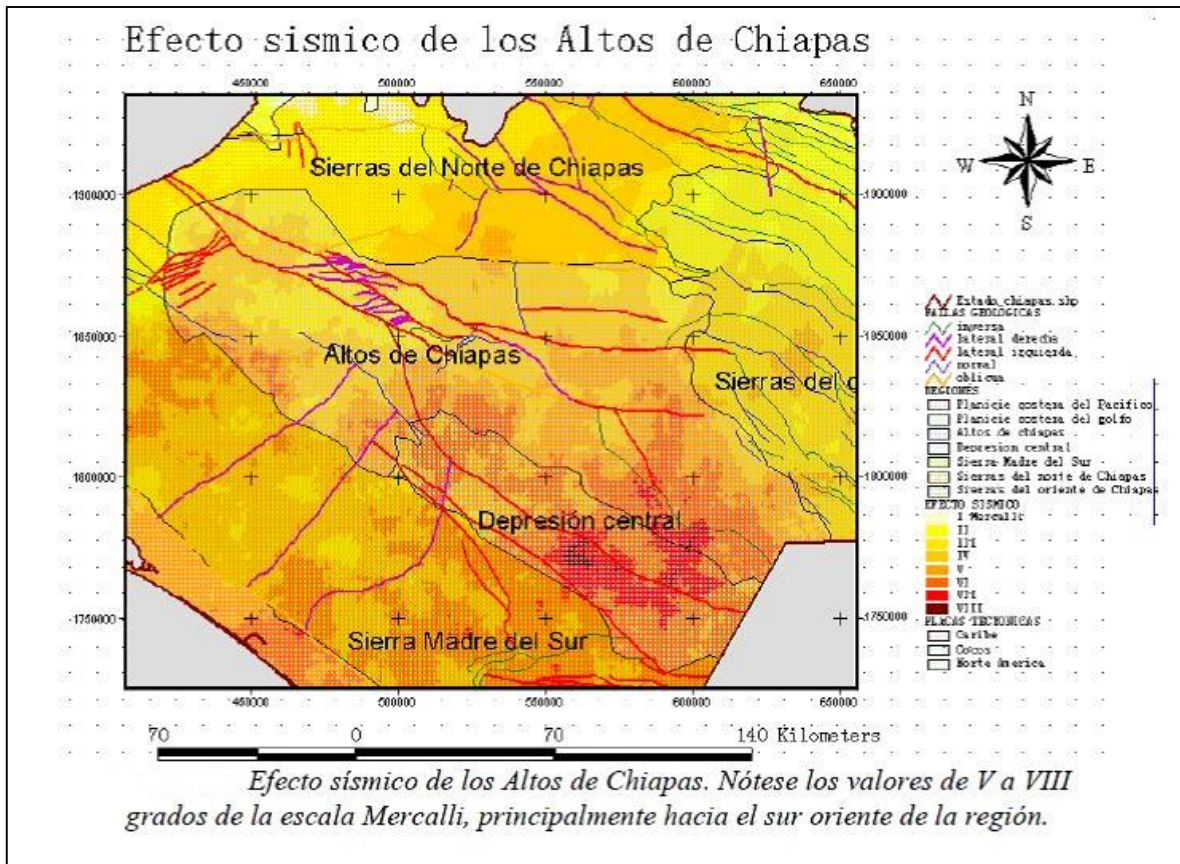 Efecto sismico de los Altos de Chiapas
450000 500000 550000 600000 650000
N
W E
S
Sierras del Norte de Chiapas
1900000 1900000
Estado_chiapas.shp
FALLAS GEOLOGICAS
inversa
lateral derecha
lateral izquierda
normal
oblicua
1850000 1850000
Altos de Chiapas
Sierras del o
REGIONES
Planicie costera del Pacifico
Planicie costera del golfo
Altos de chiapas
Depresion central
Sierra Madre del Sur
Sierras del norte de Chiapas
Sierras del oriente de Chiapas
1800000 1800000
Depresión central
EFECTO SISMICO
I Mercalli
II
III
IV
V
VI
VII
VIII
1750000 1750000
Sierra Madre del Sur
PLACAS TECTONICAS
Caribe
Cocos
Norte America
450000 500000 550000 600000 650000
70 0 70 140 Kilometers
Efecto sísmico de los Altos de Chiapas. Nótese los valores de V a VIII
grados de la escala Mercalli, principalmente hacia el sur oriente de la región.